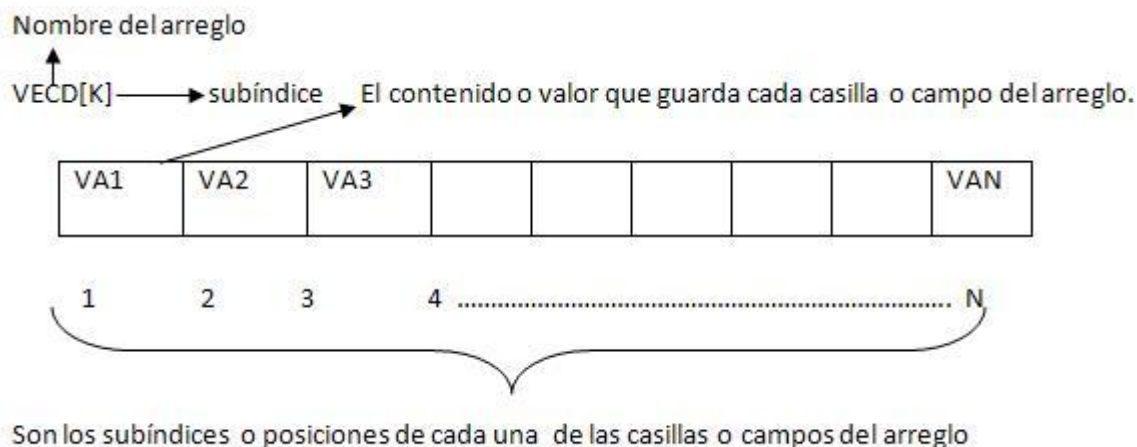 Nombre del arreglo
VECD[K] subíndice El contenido o valor que guarda cada casilla o campo del arreglo.
VA1 VA2 VA3 VAN
1 2 3 4 .......................................................................... N
Son los subíndices o posiciones de cada una de las casillas o campos del arreglo